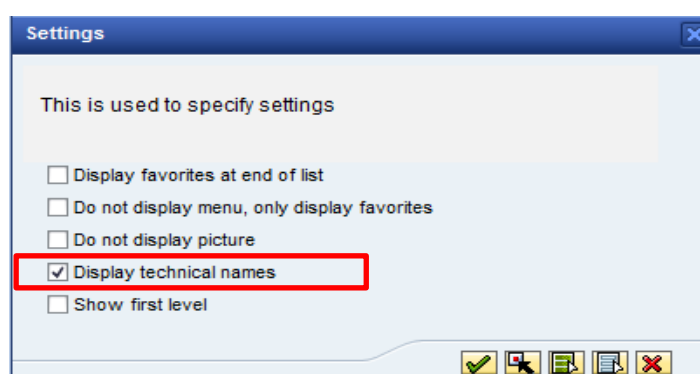 Settings
This is used to specify settings
Display favorites at end of list
Do not display menu, only display favorites
Do not display picture
Display technical names
Show first level